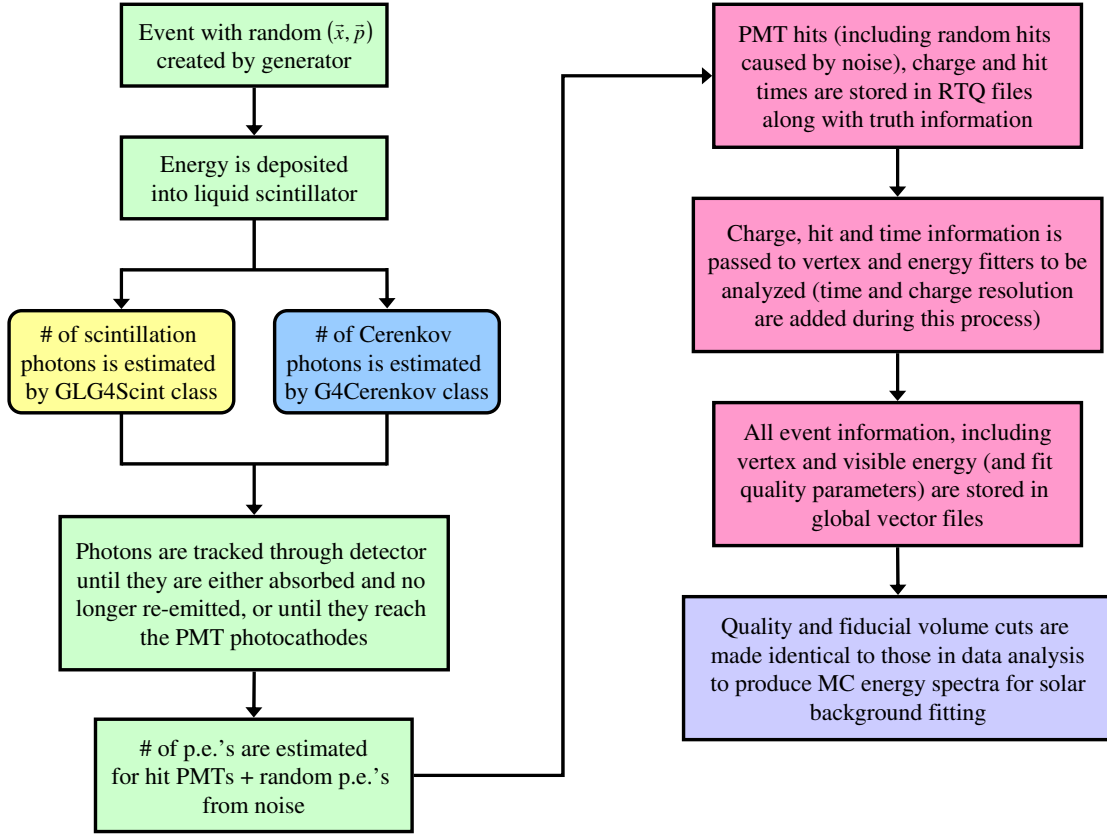 Event with random (x⃗, p⃗)
created by generator
Energy is deposited
into liquid scintillator
# of scintillation
photons is estimated
by GLG4Scint class
# of Cerenkov
photons is estimated
by G4Cerenkov class
Photons are tracked through detector
until they are either absorbed and no
longer re-emitted, or until they reach
the PMT photocathodes
# of p.e.'s are estimated
for hit PMTs + random p.e.'s
from noise
PMT hits (including random hits
caused by noise), charge and hit
times are stored in RTQ files
along with truth information
Charge, hit and time information is
passed to vertex and energy fitters to be
analyzed (time and charge resolution
are added during this process)
All event information, including
vertex and visible energy (and fit
quality parameters) are stored in
global vector files
Quality and fiducial volume cuts are
made identical to those in data analysis
to produce MC energy spectra for solar
background fitting